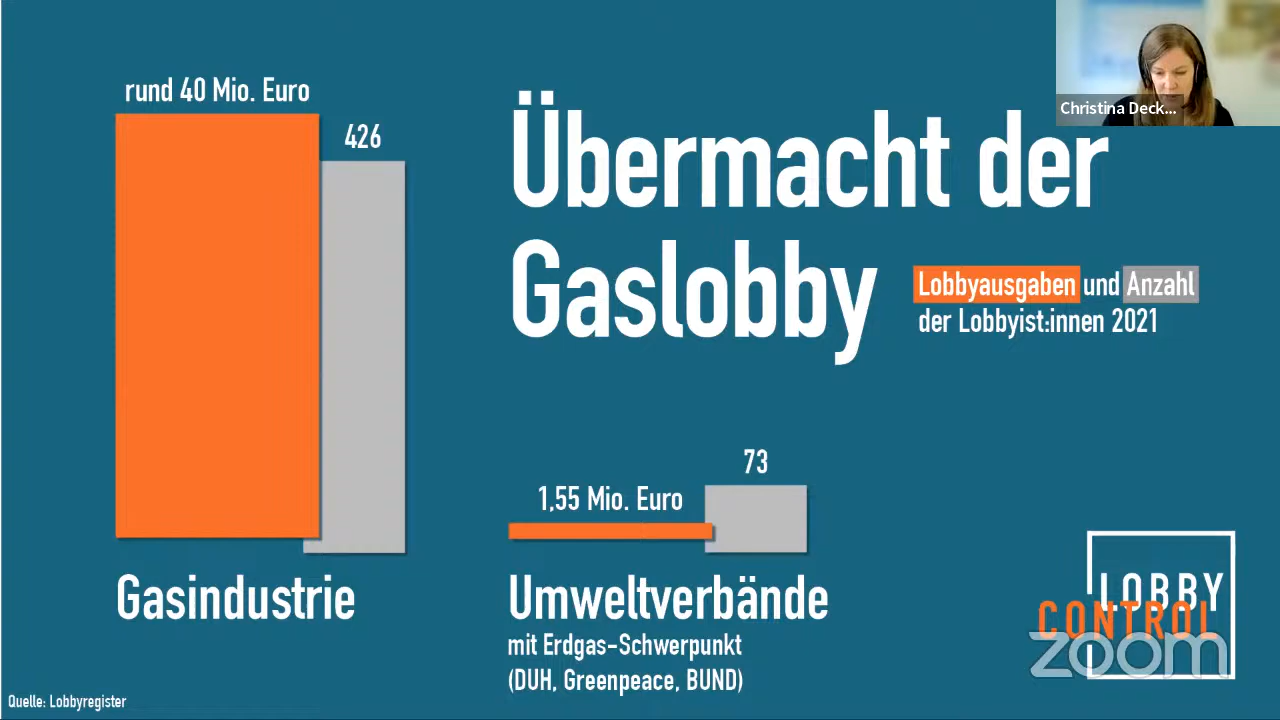 rund 40 Mio. Euro
426
Übermacht der
Gaslobby
Lobbyausgaben und Anzahl
der Lobbyist:innen 2021
Christina Deck...
73
1,55 Mio. Euro
Gasindustrie
Umweltverbände
mit Erdgas-Schwerpunkt
(DUH, Greenpeace, BUND)
LOBBY
CONTROL
zoom
Quelle: Lobbyregister